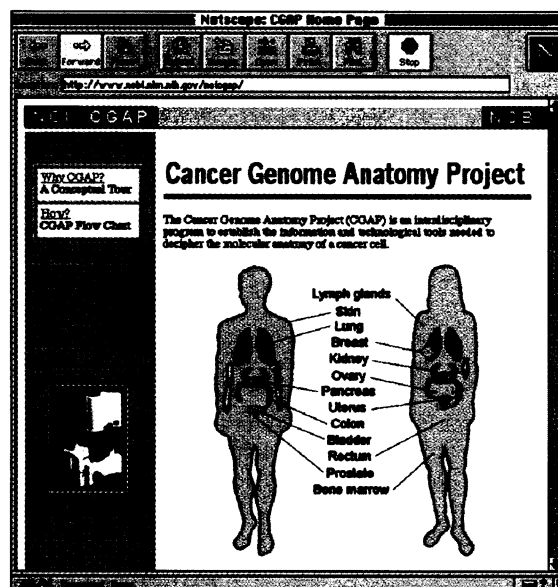 Netscape: CGAP Home Page
Forward
Stop
http://www.ncbi.nlm.nih.gov/ncicgap/
NCI CGAP
NCB
Why CGAP?
A Conceptual Tour
How?
CGAP Flow Chart
Cancer Genome Anatomy Project
The Cancer Genome Anatomy Project (CGAP) is an interdisciplinary
program to establish the information and technological tools needed to
decipher the molecular anatomy of a cancer cell.
Lymph glands
Skin
Lung
Breast
Kidney
Ovary
Pancreas
Uterus
Colon
Bladder
Rectum
Prostate
Bone marrow